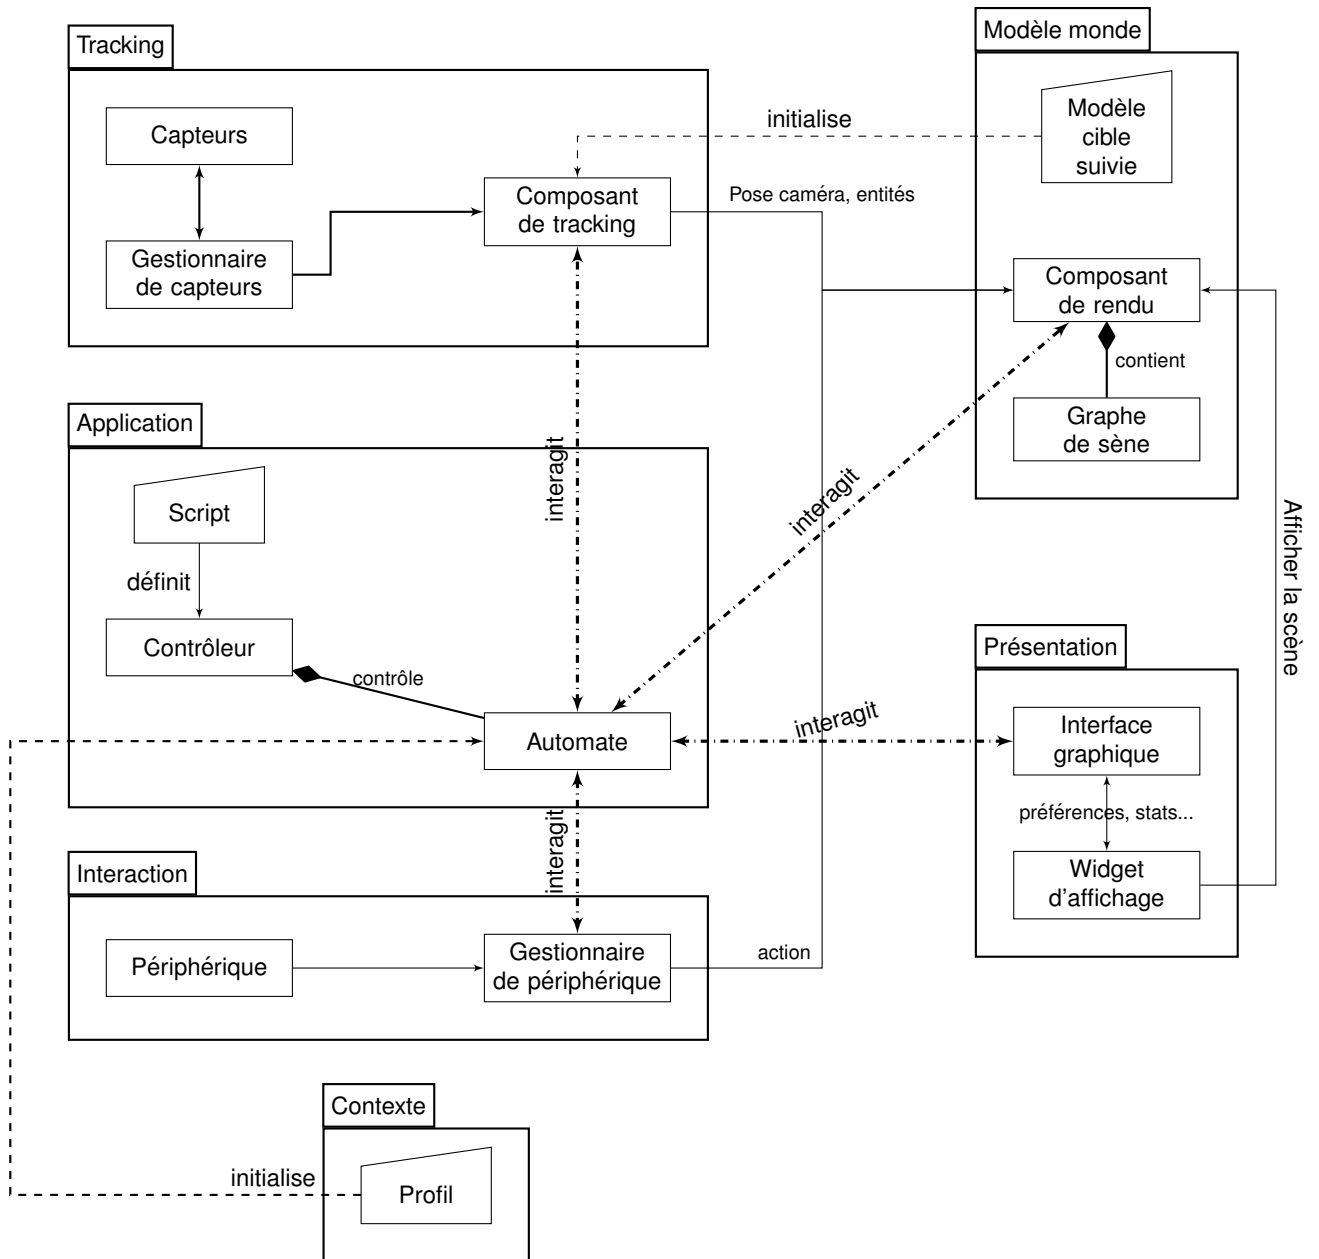 Tracking
Capteurs
Gestionnaire
de capteurs
Composant
de tracking
initialise
Pose caméra, entités
Modèle monde
Modèle
cible
suivie
Composant
de rendu
contient
Graphe
de sène
Application
Script
définit
Contrôleur
contrôle
Automate
interagit
interagit
interagit
interagit
Afficher la scène
Présentation
Interface
graphique
préférences, stats...
Widget
d'affichage
Interaction
Périphérique
Gestionnaire
de périphérique
action
Contexte
initialise
Profil